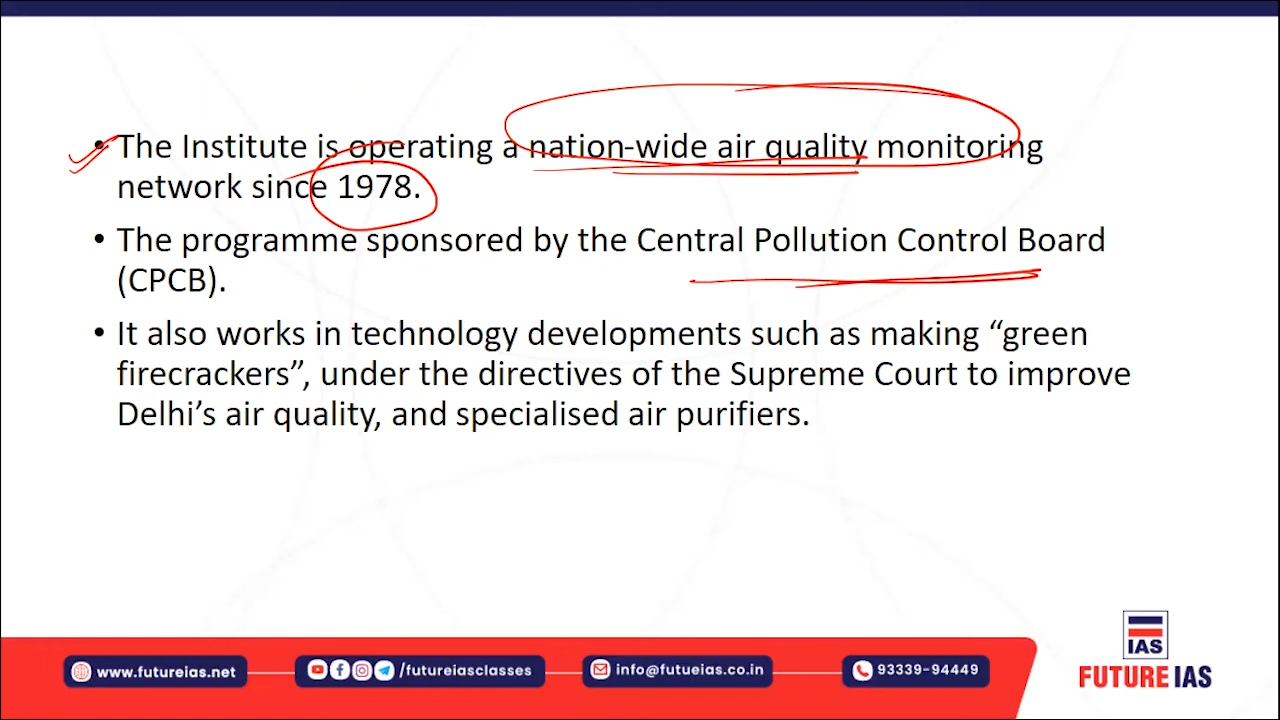 • The Institute is operating a nation-wide air quality monitoring
network since 1978.
• The programme sponsored by the Central Pollution Control Board
(CPCB).
• It also works in technology developments such as making “green
firecrackers”, under the directives of the Supreme Court to improve
Delhi’s air quality, and specialised air purifiers.
IAS
FUTURE IAS
www.futureias.net
/futureiasclasses
info@futueias.co.in
93339-94449